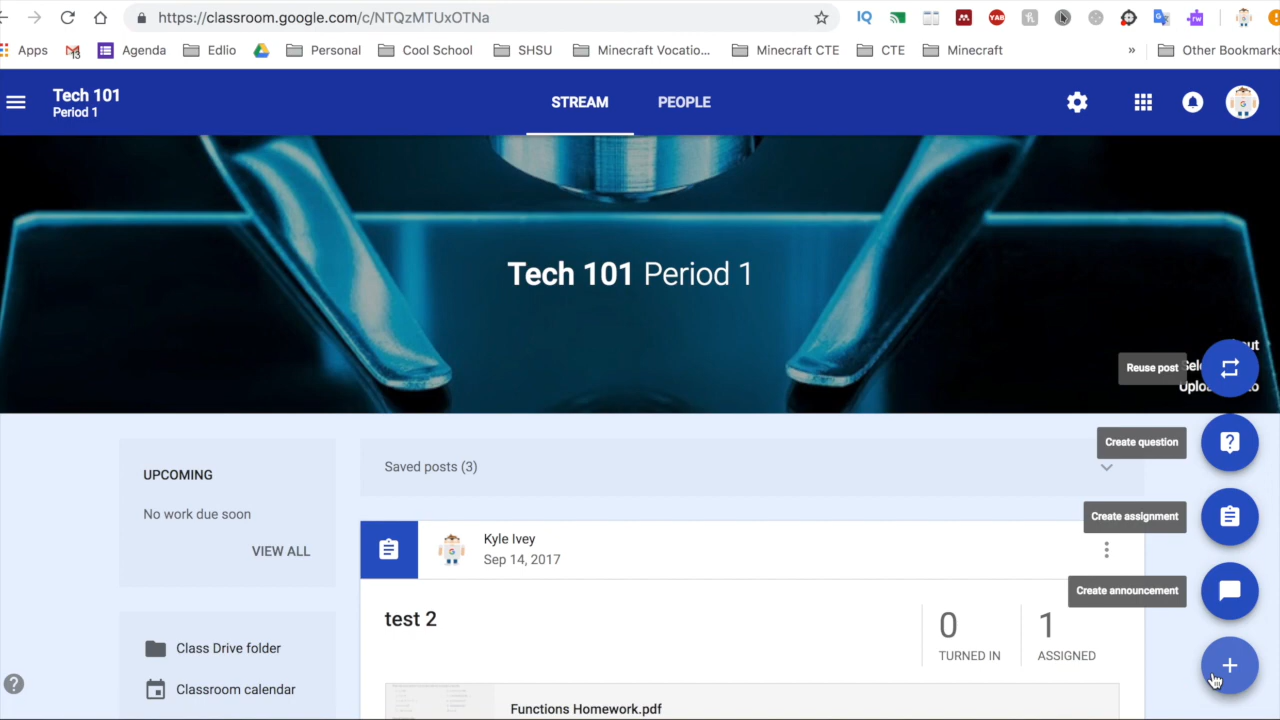 https://classroom.google.com/c/NTQzMTUxOTNa
IQ
YAB
rw
Apps
Agenda
Edlio
Personal
Cool School
SHSU
Minecraft Vocatio...
Minecraft CTE
CTE
Minecraft
»
Other Bookmarks
Tech 101
Period 1
STREAM
PEOPLE
Tech 101 Period 1
Reuse post
Create question
Create assignment
Create announcement
UPCOMING
No work due soon
VIEW ALL
Saved posts (3)
Kyle Ivey
Sep 14, 2017
test 2
0
TURNED IN
1
ASSIGNED
Class Drive folder
Classroom calendar
Functions Homework.pdf